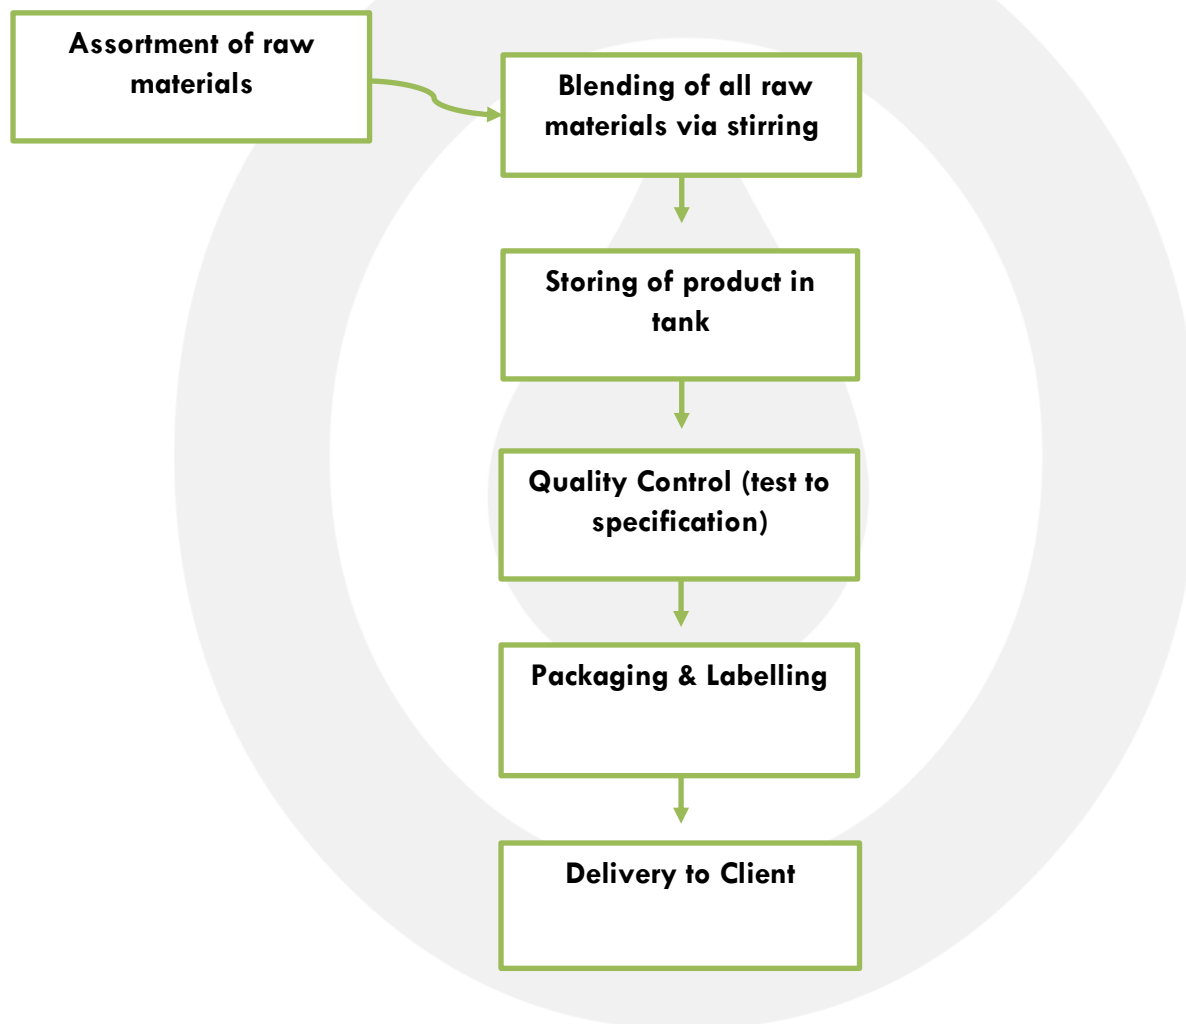 Assortment of raw
materials
Blending of all raw
materials via stirring
Storing of product in
tank
Quality Control (test to
specification)
Packaging & Labelling
Delivery to Client